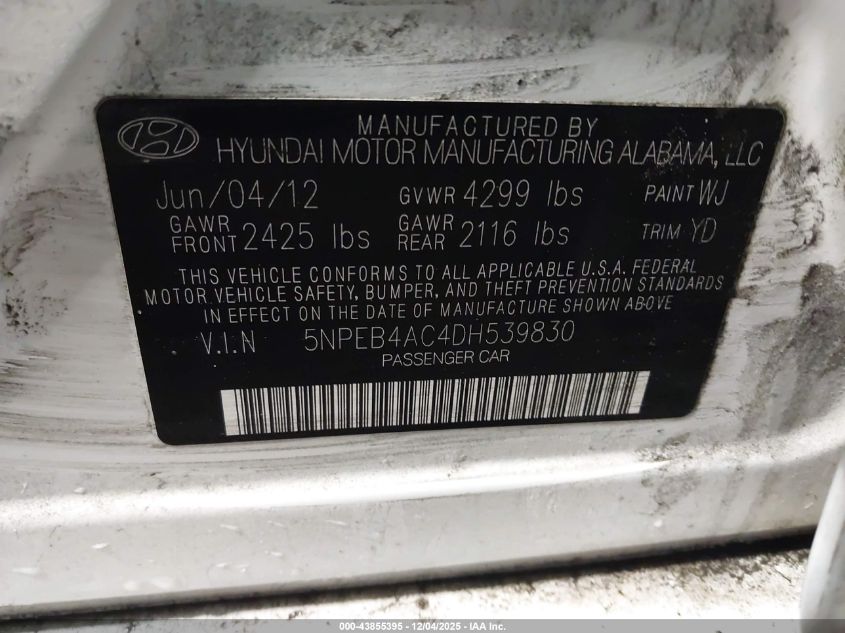 MANUFACTURED BY
HYUNDAI MOTOR MANUFACTURING ALABAMA, LLC
Jun/04/12 GVWR 4299 lbs PAINT WJ
GAWR FRONT 2425 lbs GAWR REAR 2116 lbs TRIM YD
THIS VEHICLE CONFORMS TO ALL APPLICABLE U.S.A. FEDERAL
MOTOR VEHICLE SAFETY, BUMPER, AND THEFT PREVENTION STANDARDS
IN EFFECT ON THE DATE OF MANUFACTURE SHOWN ABOVE
V.I.N 5NPEB4AC4DH539830
PASSENGER CAR
000-43855395 - 12/04/2025 - IAA Inc.